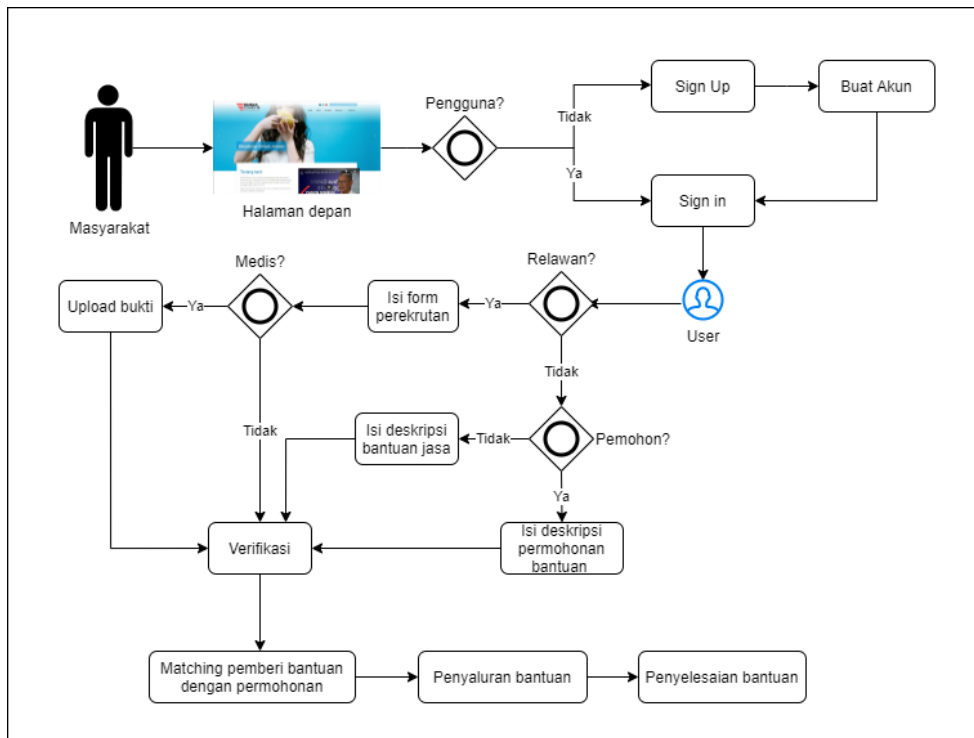 Pengguna?
Tidak
Ya
Sign Up
Buat Akun
Masyarakat
Halaman depan
Sign in
User
Relawan?
Ya
Tidak
Isi form
perekrutan
Medis?
Ya
Tidak
Upload bukti
Pemohon?
Tidak
Ya
Isi deskripsi
bantuan jasa
Isi deskripsi
permohonan
bantuan
Verifikasi
Matching pemberi bantuan
dengan permohonan
Penyaluran bantuan
Penyelesaian bantuan